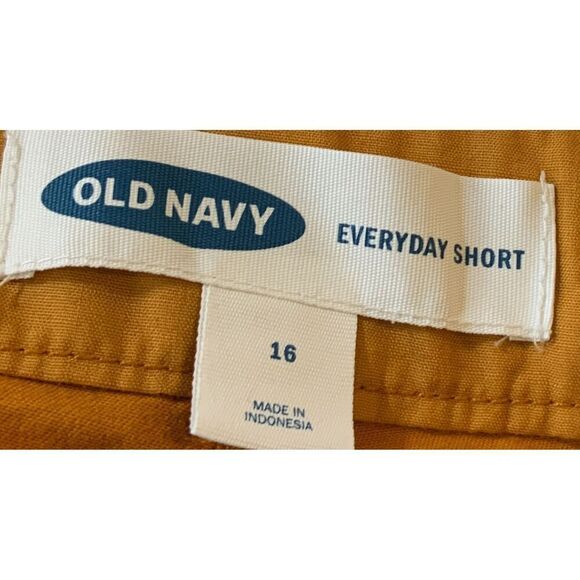 OLD NAVY
EVERYDAY SHORT
16
MADE IN
INDONESIA